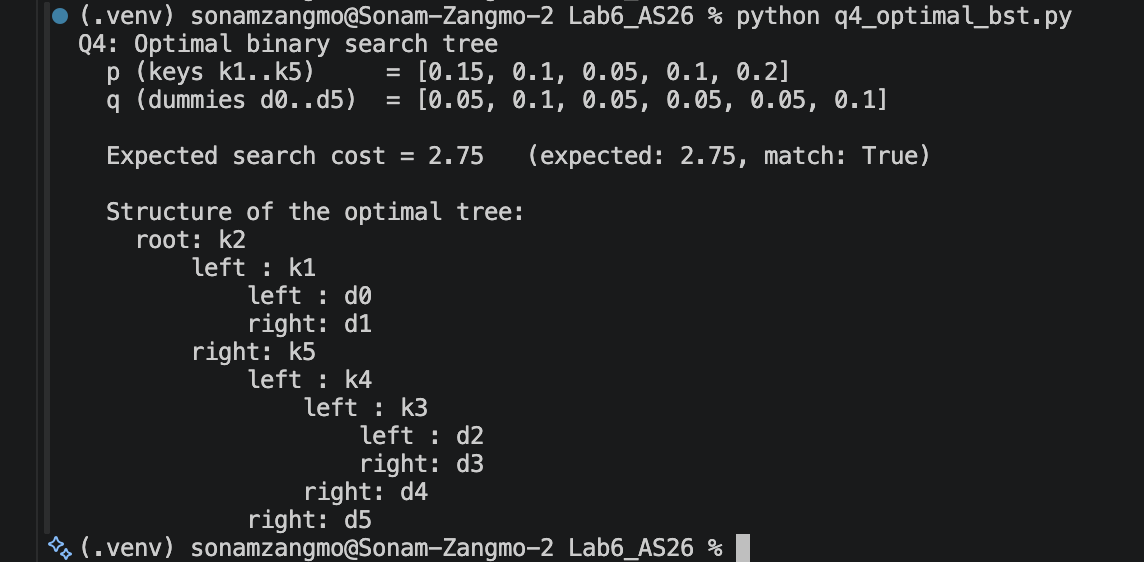 (.venv) sonamzangmo@Sonam-Zangmo-2 Lab6_AS26 % python q4_optimal_bst.py
Q4: Optimal binary search tree
  p (keys k1..k5)     = [0.15, 0.1, 0.05, 0.1, 0.2]
  q (dummies d0..d5)  = [0.05, 0.1, 0.05, 0.05, 0.05, 0.1]

  Expected search cost = 2.75   (expected: 2.75, match: True)

  Structure of the optimal tree:
    root: k2
        left : k1
            left : d0
            right: d1
        right: k5
            left : k4
                left : k3
                    left : d2
                    right: d3
                right: d4
            right: d5
(.venv) sonamzangmo@Sonam-Zangmo-2 Lab6_AS26 %